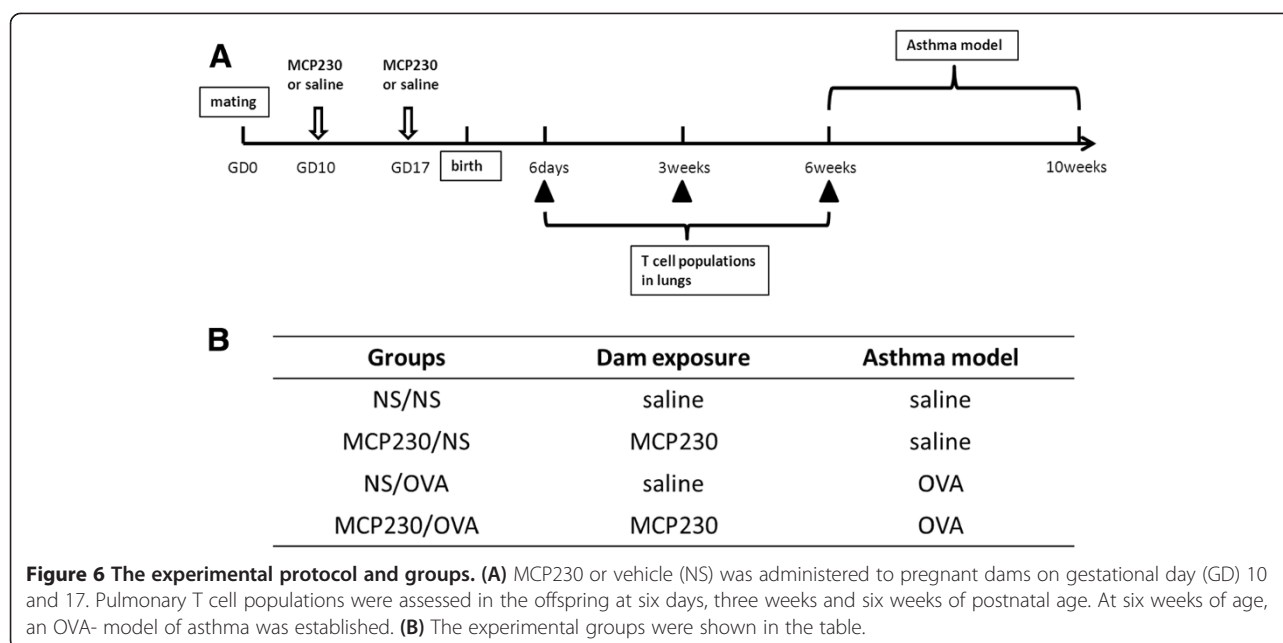 A
Asthma model
MCP230 or saline
MCP230 or saline
mating
GD0 GD10 GD17 birth 6days 3weeks 6weeks 10weeks
T cell populations
in lungs
B
Groups Dam exposure Asthma model
NS/NS saline saline
MCP230/NS MCP230 saline
NS/OVA saline OVA
MCP230/OVA MCP230 OVA
Figure 6 The experimental protocol and groups. (A) MCP230 or vehicle (NS) was administered to pregnant dams on gestational day (GD) 10
and 17. Pulmonary T cell populations were assessed in the offspring at six days, three weeks and six weeks of postnatal age. At six weeks of age,
an OVA- model of asthma was established. (B) The experimental groups were shown in the table.